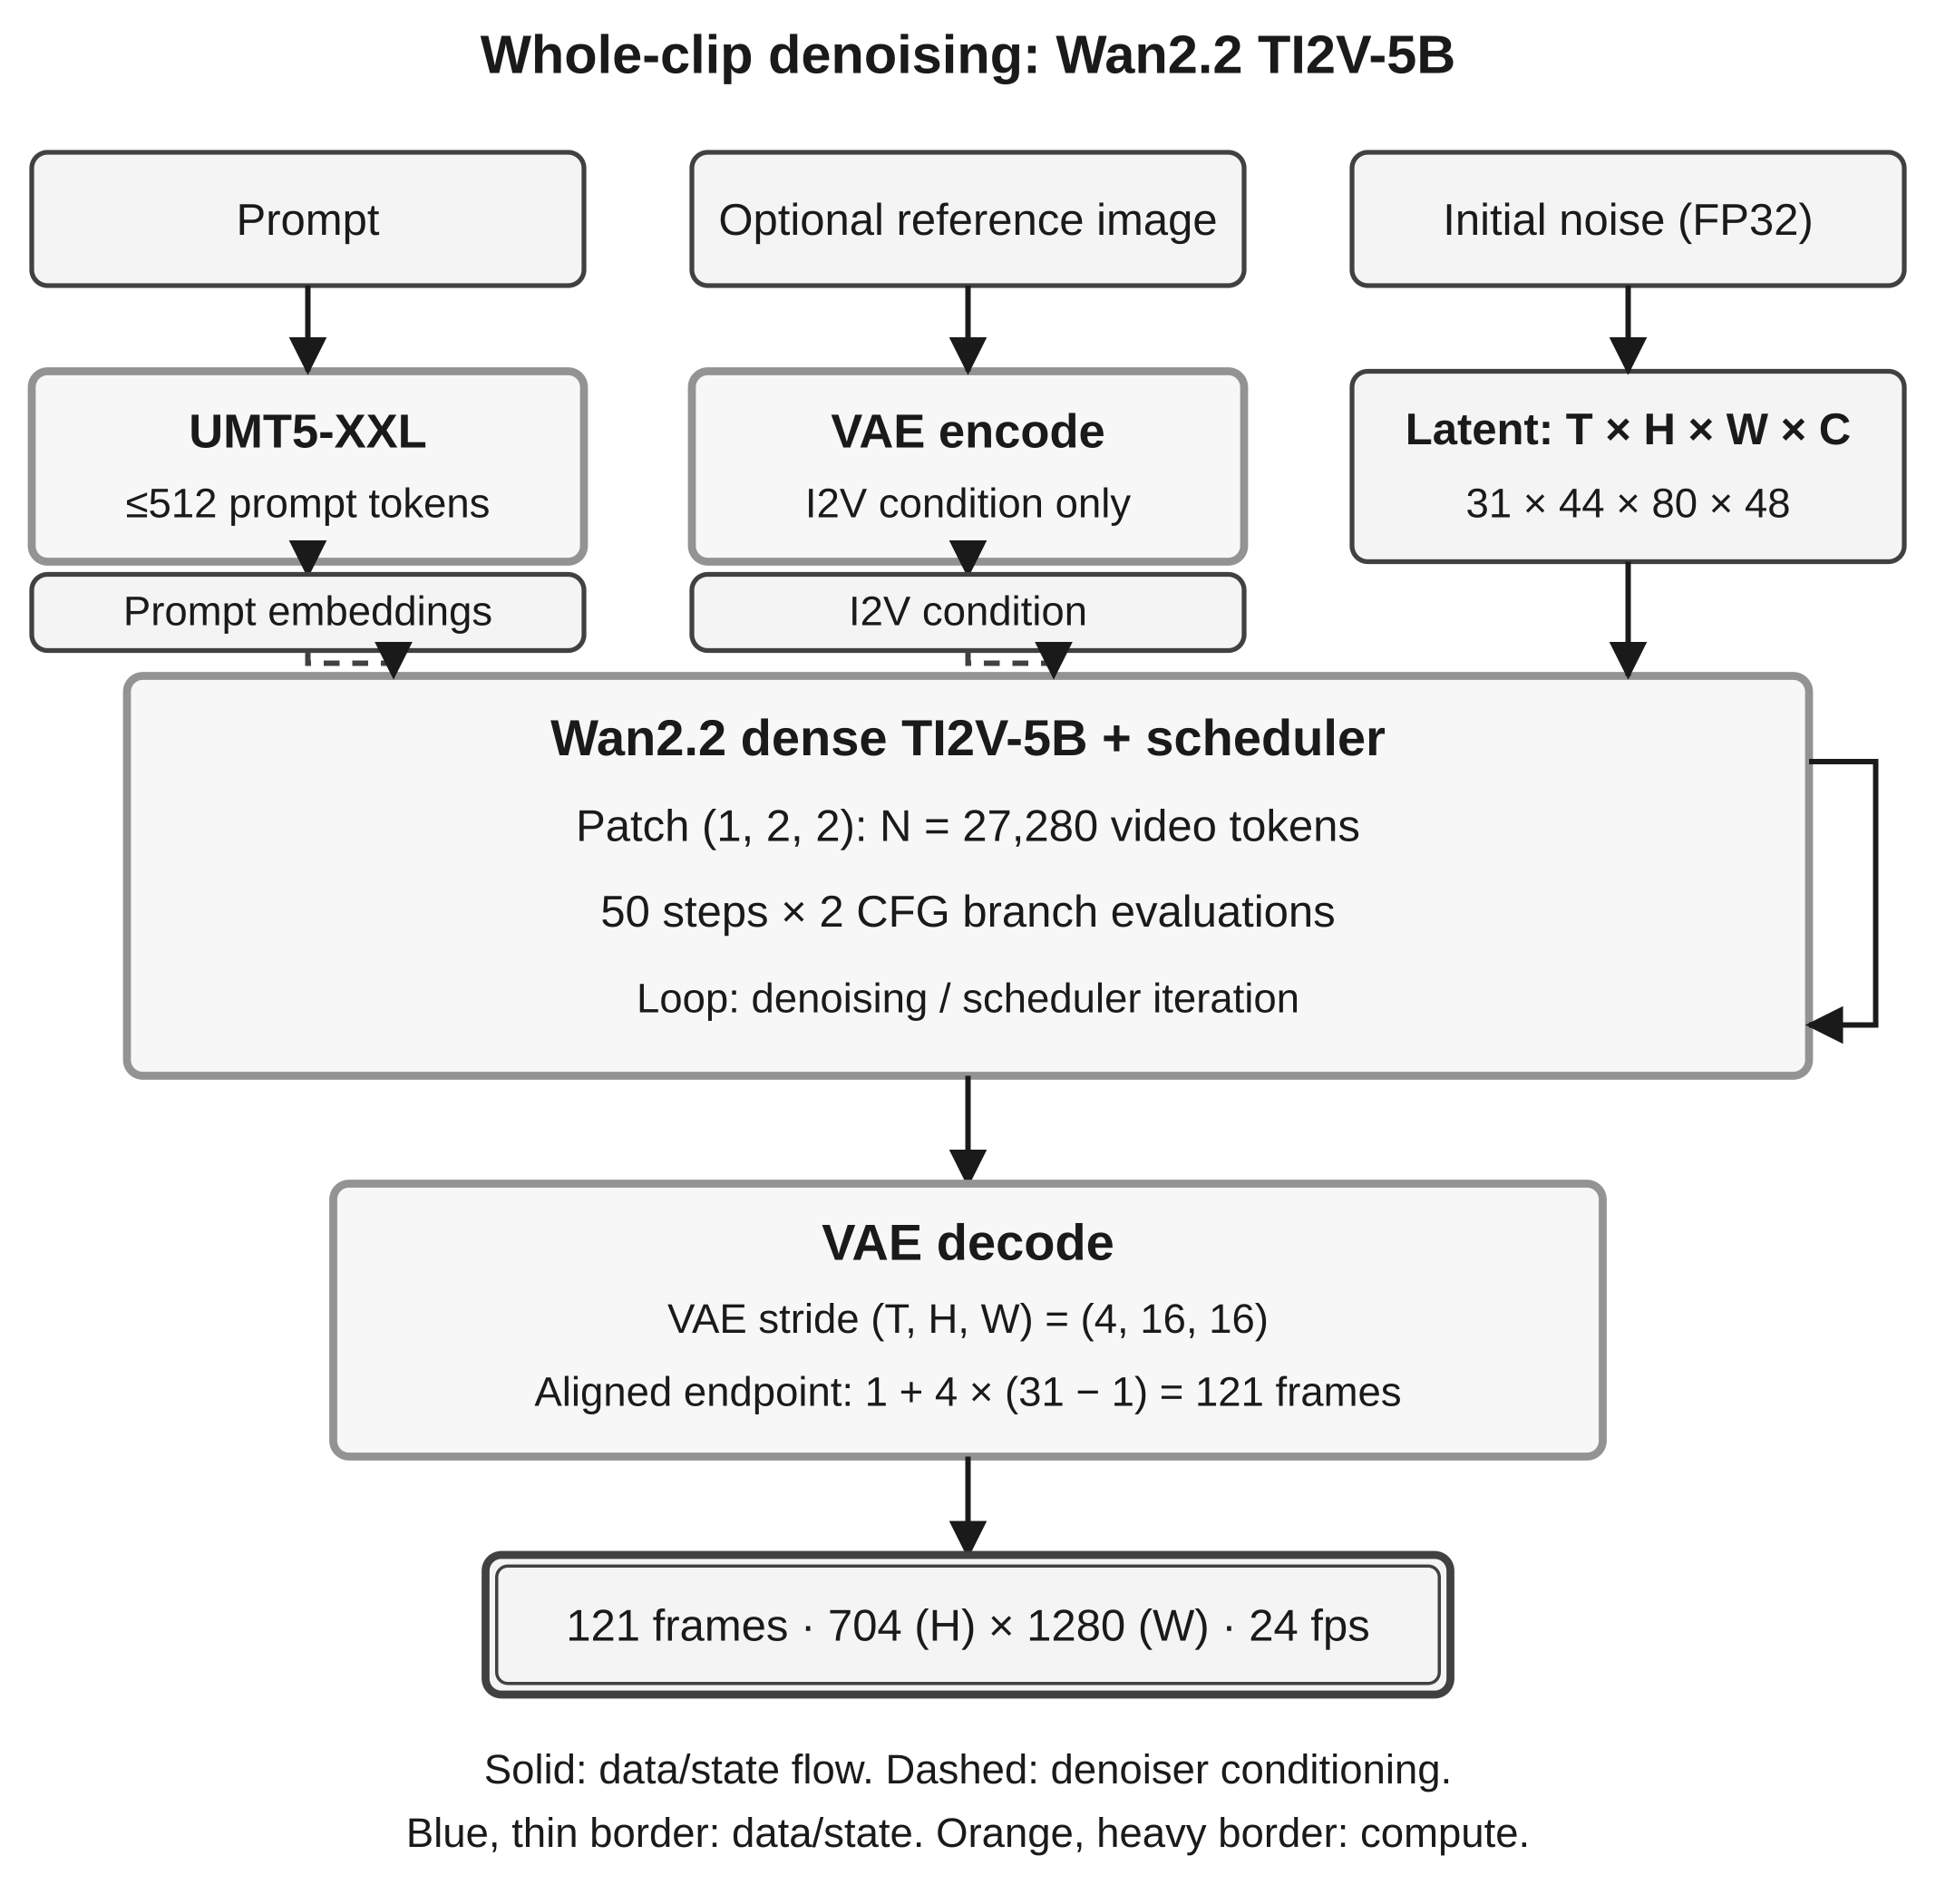 Whole-clip denoising: Wan2.2 TI2V-5B
Prompt
Optional reference image
Initial noise (FP32)
UMT5-XXL
≤512 prompt tokens
VAE encode
I2V condition only
Latent: T × H × W × C
31 × 44 × 80 × 48
Prompt embeddings
I2V condition
Wan2.2 dense TI2V-5B + scheduler
Patch (1, 2, 2): N = 27,280 video tokens
50 steps × 2 CFG branch evaluations
Loop: denoising / scheduler iteration
VAE decode
VAE stride (T, H, W) = (4, 16, 16)
Aligned endpoint: 1 + 4 × (31 − 1) = 121 frames
121 frames · 704 (H) × 1280 (W) · 24 fps
Solid: data/state flow. Dashed: denoiser conditioning.
Blue, thin border: data/state. Orange, heavy border: compute.